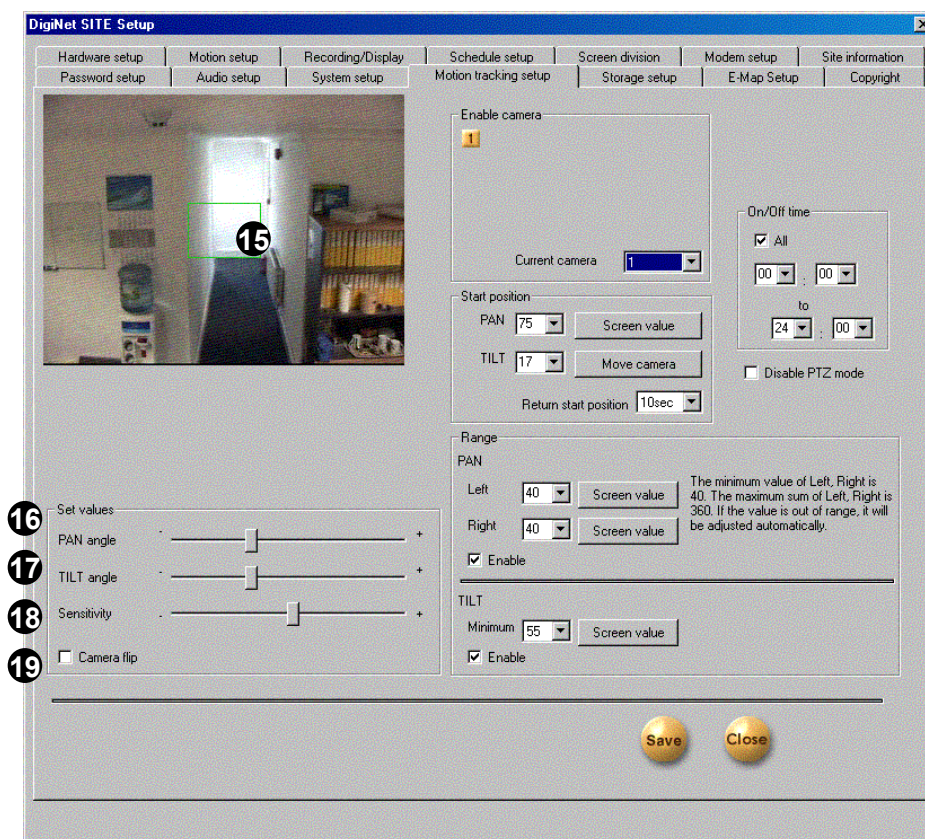 DigiNet SITE Setup
Hardware setup Motion setup Recording/Display Schedule setup Screen division Modem setup Site information
Password setup Audio setup System setup Motion tracking setup Storage setup E-Map Setup Copyright
Enable camera
1
Current camera 1
On/Off time
All
00 : 00
to
24 : 00
Disable PTZ mode
15
Start position
PAN 75 Screen value
TILT 17 Move camera
Return start position 10sec
Range
PAN
Left 40 Screen value
Right 40 Screen value
Enable
The minimum value of Left, Right is
40. The maximum sum of Left, Right is
360. If the value is out of range, it will
be adjusted automatically.
TILT
Minimum 55 Screen value
Enable
Set values
16 PAN angle - +
17 TILT angle - +
18 Sensitivity - +
19 Camera flip
Save Close